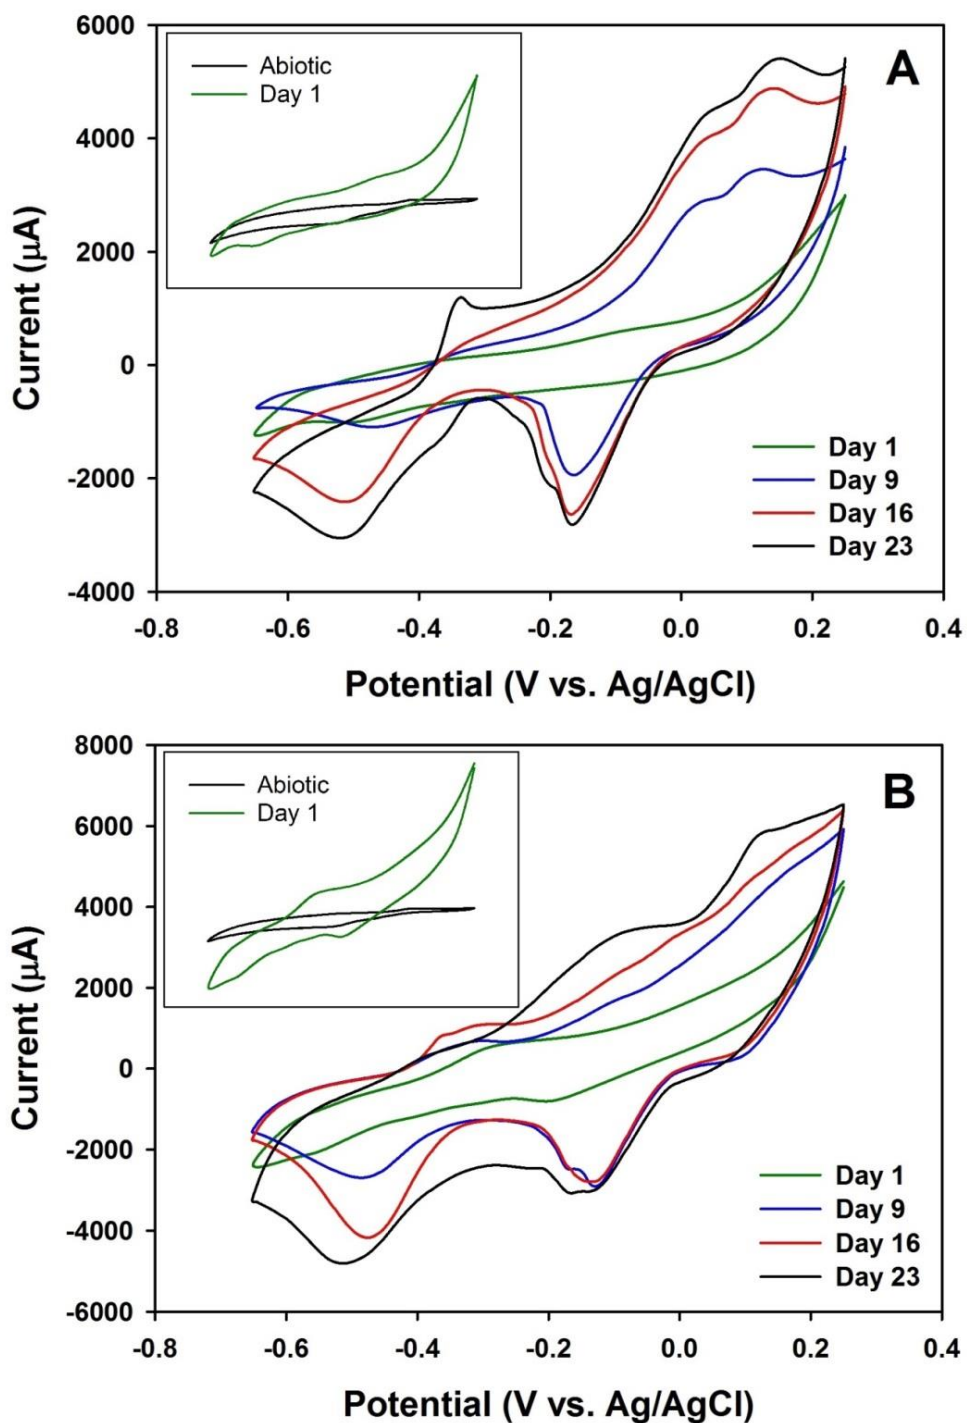 6000
4000
2000
0
-2000
-4000
Current (µA)
Abiotic
Day 1
A
Day 1
Day 9
Day 16
Day 23
-0.8 -0.6 -0.4 -0.2 0.0 0.2 0.4
Potential (V vs. Ag/AgCl)
8000
6000
4000
2000
0
-2000
-4000
-6000
Current (µA)
Abiotic
Day 1
B
Day 1
Day 9
Day 16
Day 23
-0.8 -0.6 -0.4 -0.2 0.0 0.2 0.4
Potential (V vs. Ag/AgCl)